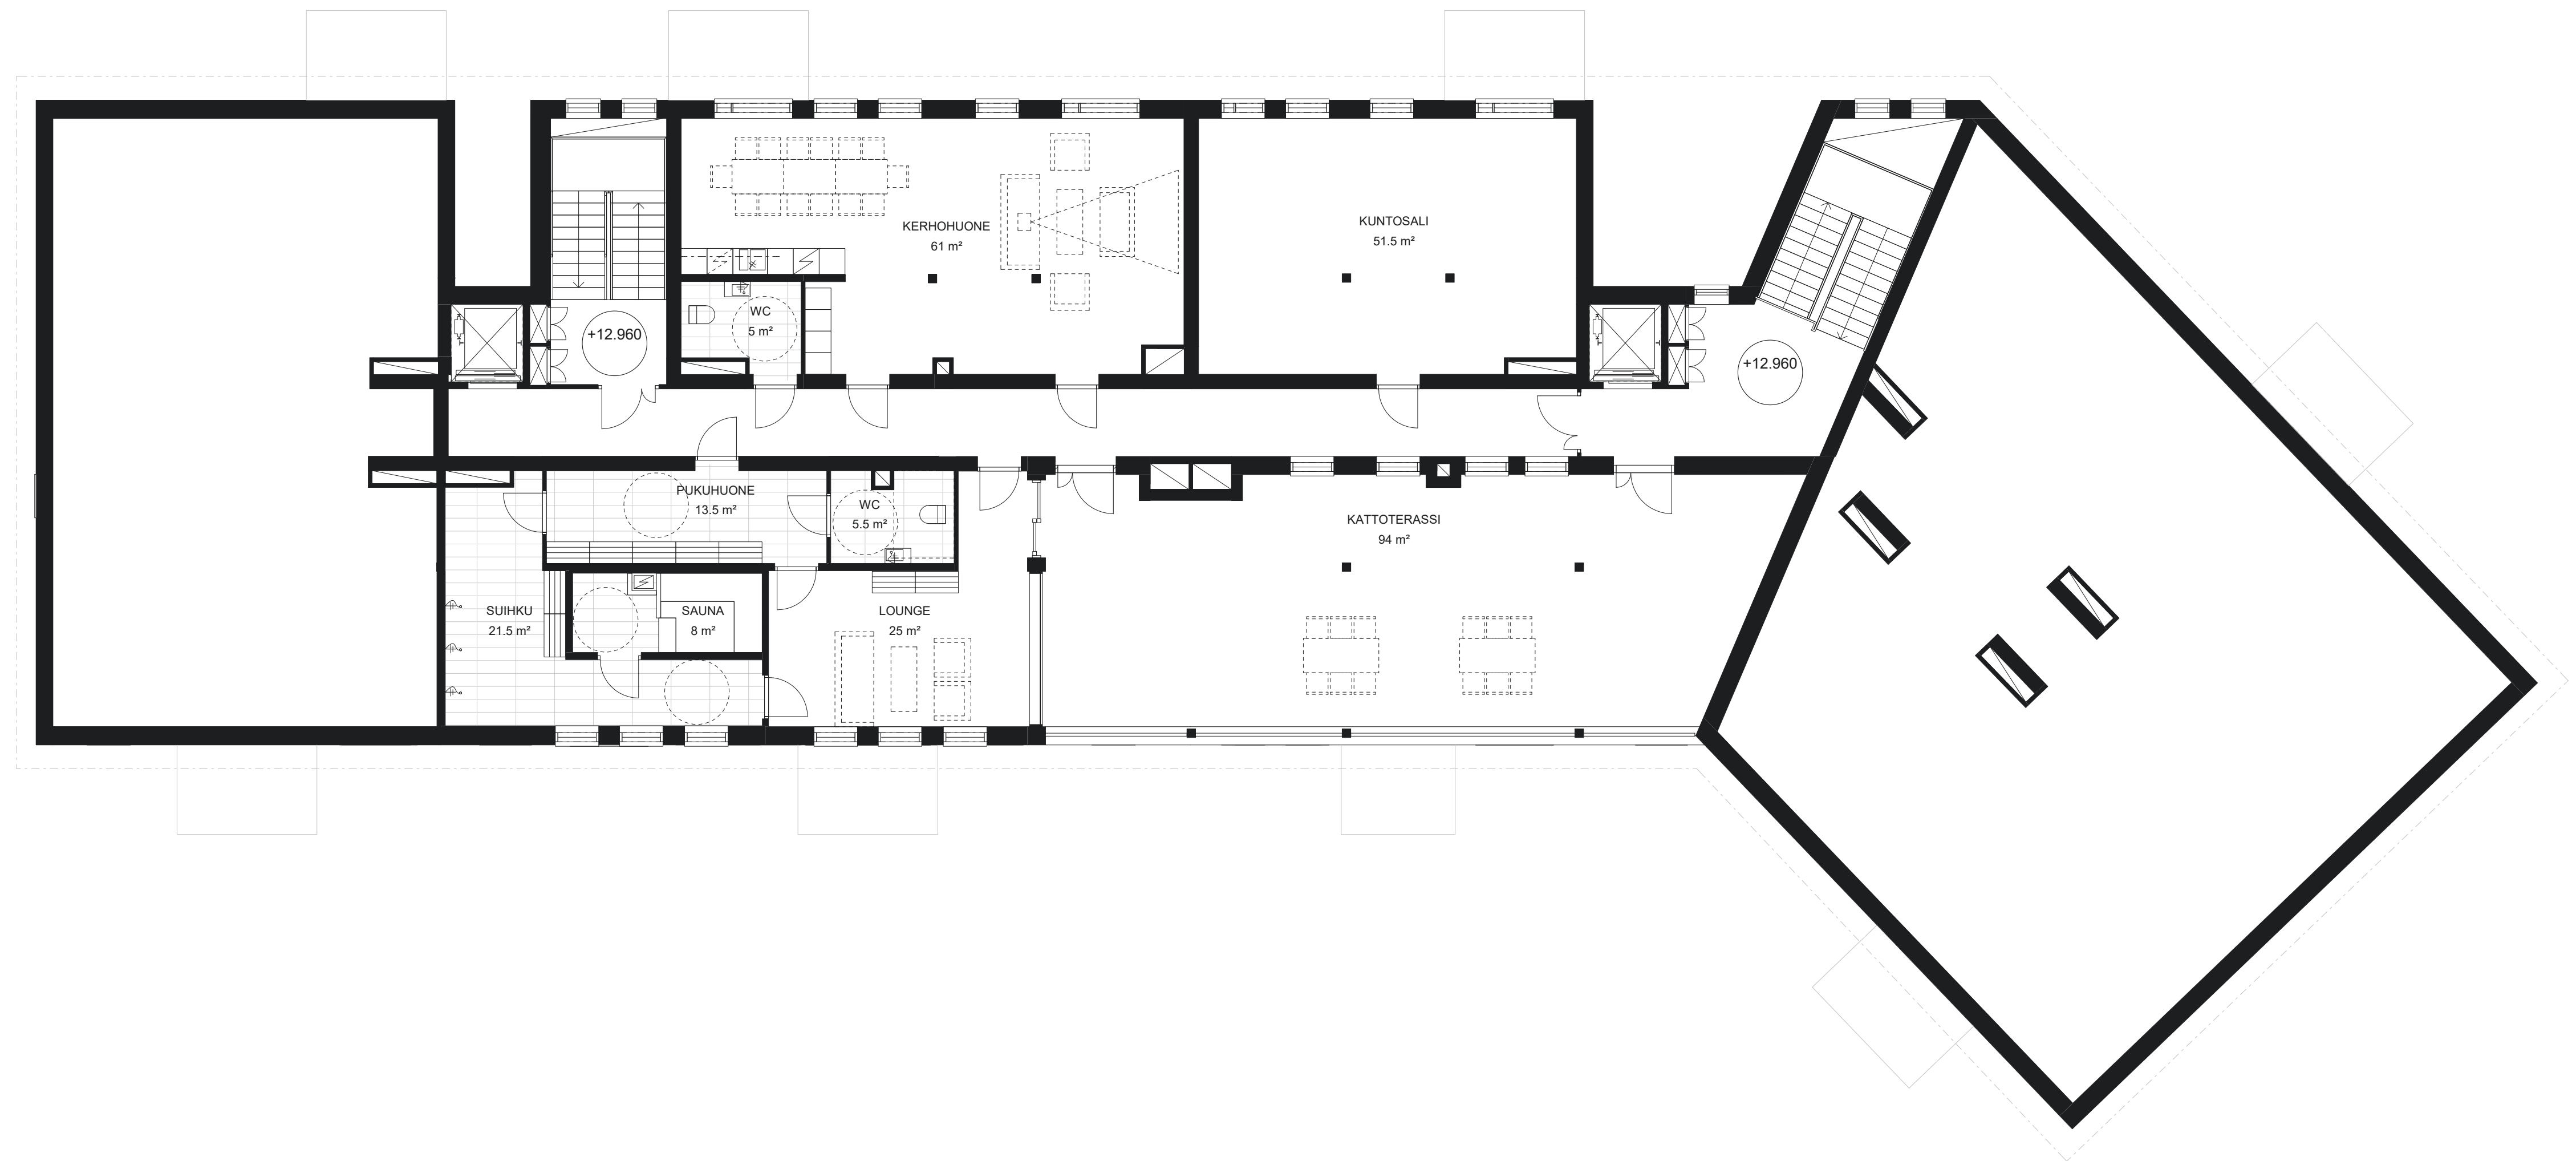 KERHOHUONE
61 m²
KUNTOSALI
51.5 m²
WC
5 m²
+12.960
+12.960
PUKUHUONE
13.5 m²
WC
5.5 m²
KATTOTERASSI
94 m²
SUIHKU
21.5 m²
SAUNA
8 m²
LOUNGE
25 m²